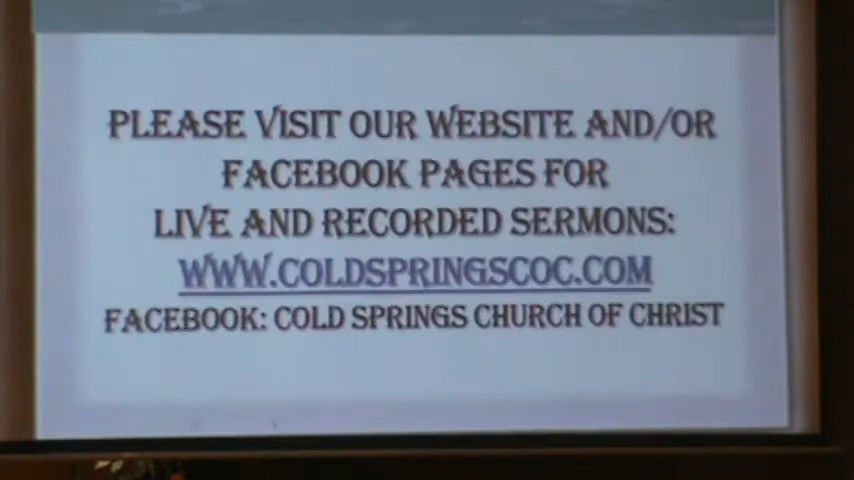 PLEASE VISIT OUR WEBSITE AND/OR
FACEBOOK PAGES FOR
LIVE AND RECORDED SERMONS:
WWW.COLDSPRINGSCOC.COM
FACEBOOK: COLD SPRINGS CHURCH OF CHRIST